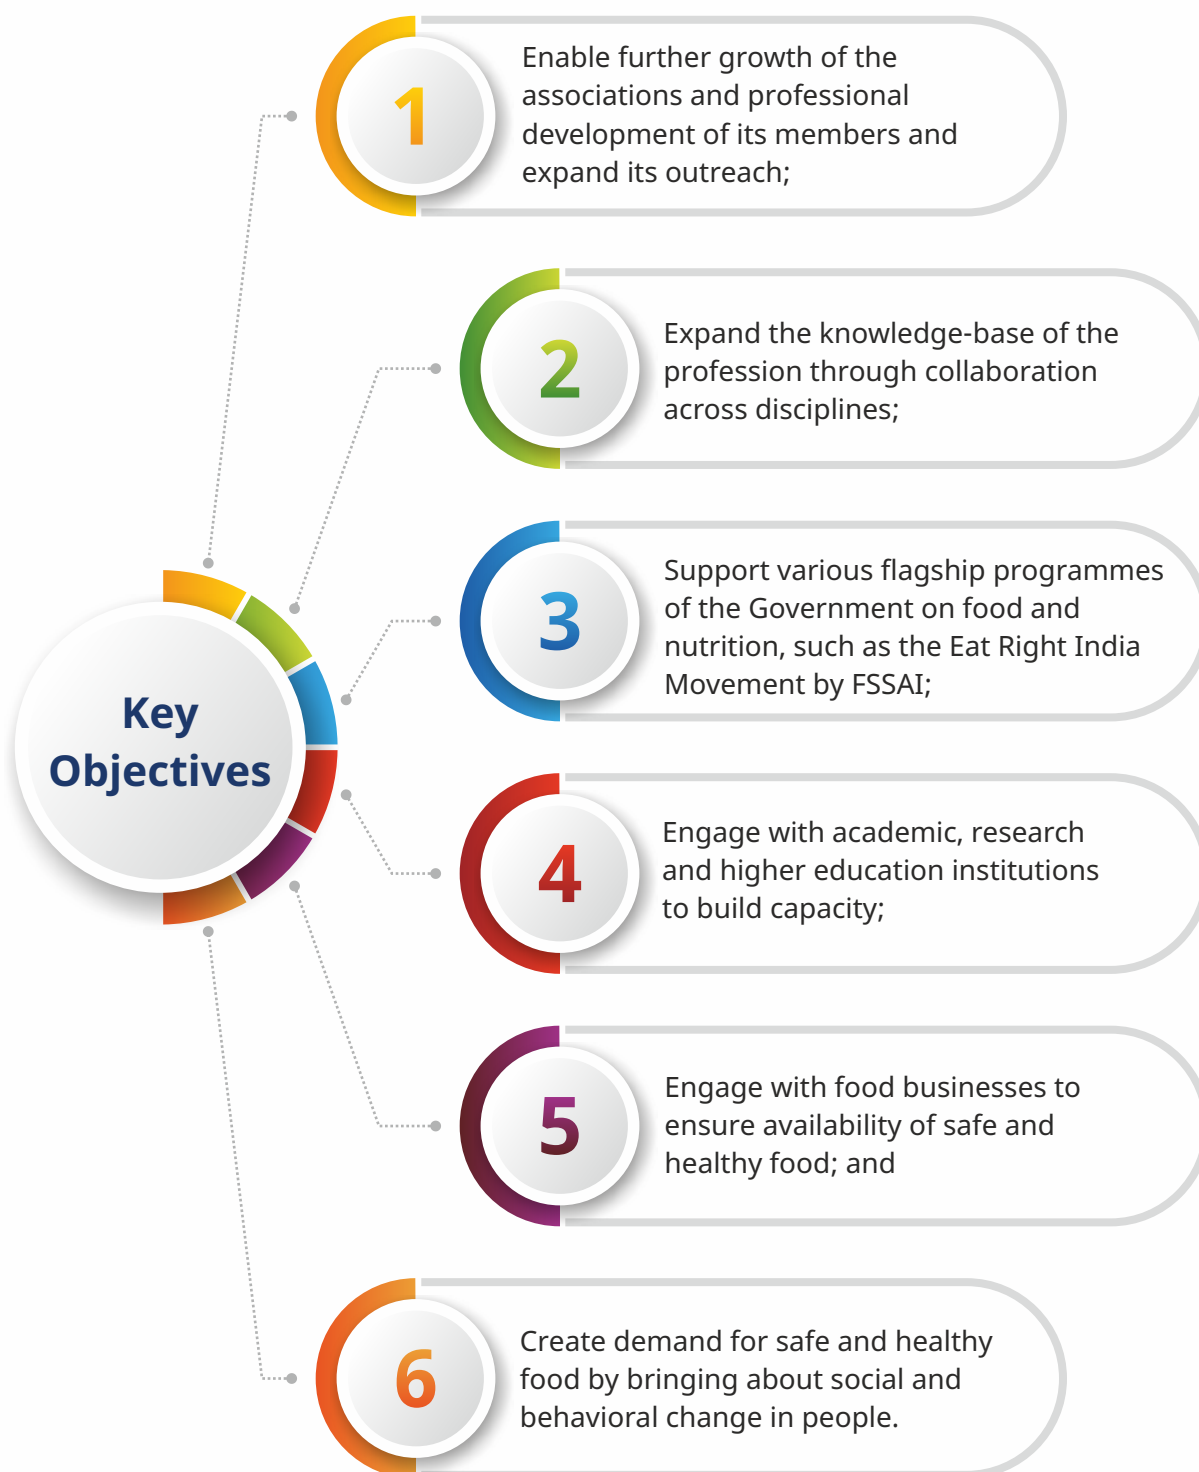 Key
Objectives
1
Enable further growth of the
associations and professional
development of its members and
expand its outreach;
2
Expand the knowledge-base of the
profession through collaboration
across disciplines;
3
Support various flagship programmes
of the Government on food and
nutrition, such as the Eat Right India
Movement by FSSAI;
4
Engage with academic, research
and higher education institutions
to build capacity;
5
Engage with food businesses to
ensure availability of safe and
healthy food; and
6
Create demand for safe and healthy
food by bringing about social and
behavioral change in people.